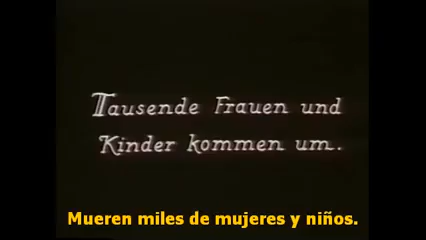 Tausende Frauen und
Kinder kommen um.
Mueren miles de mujeres y niños.